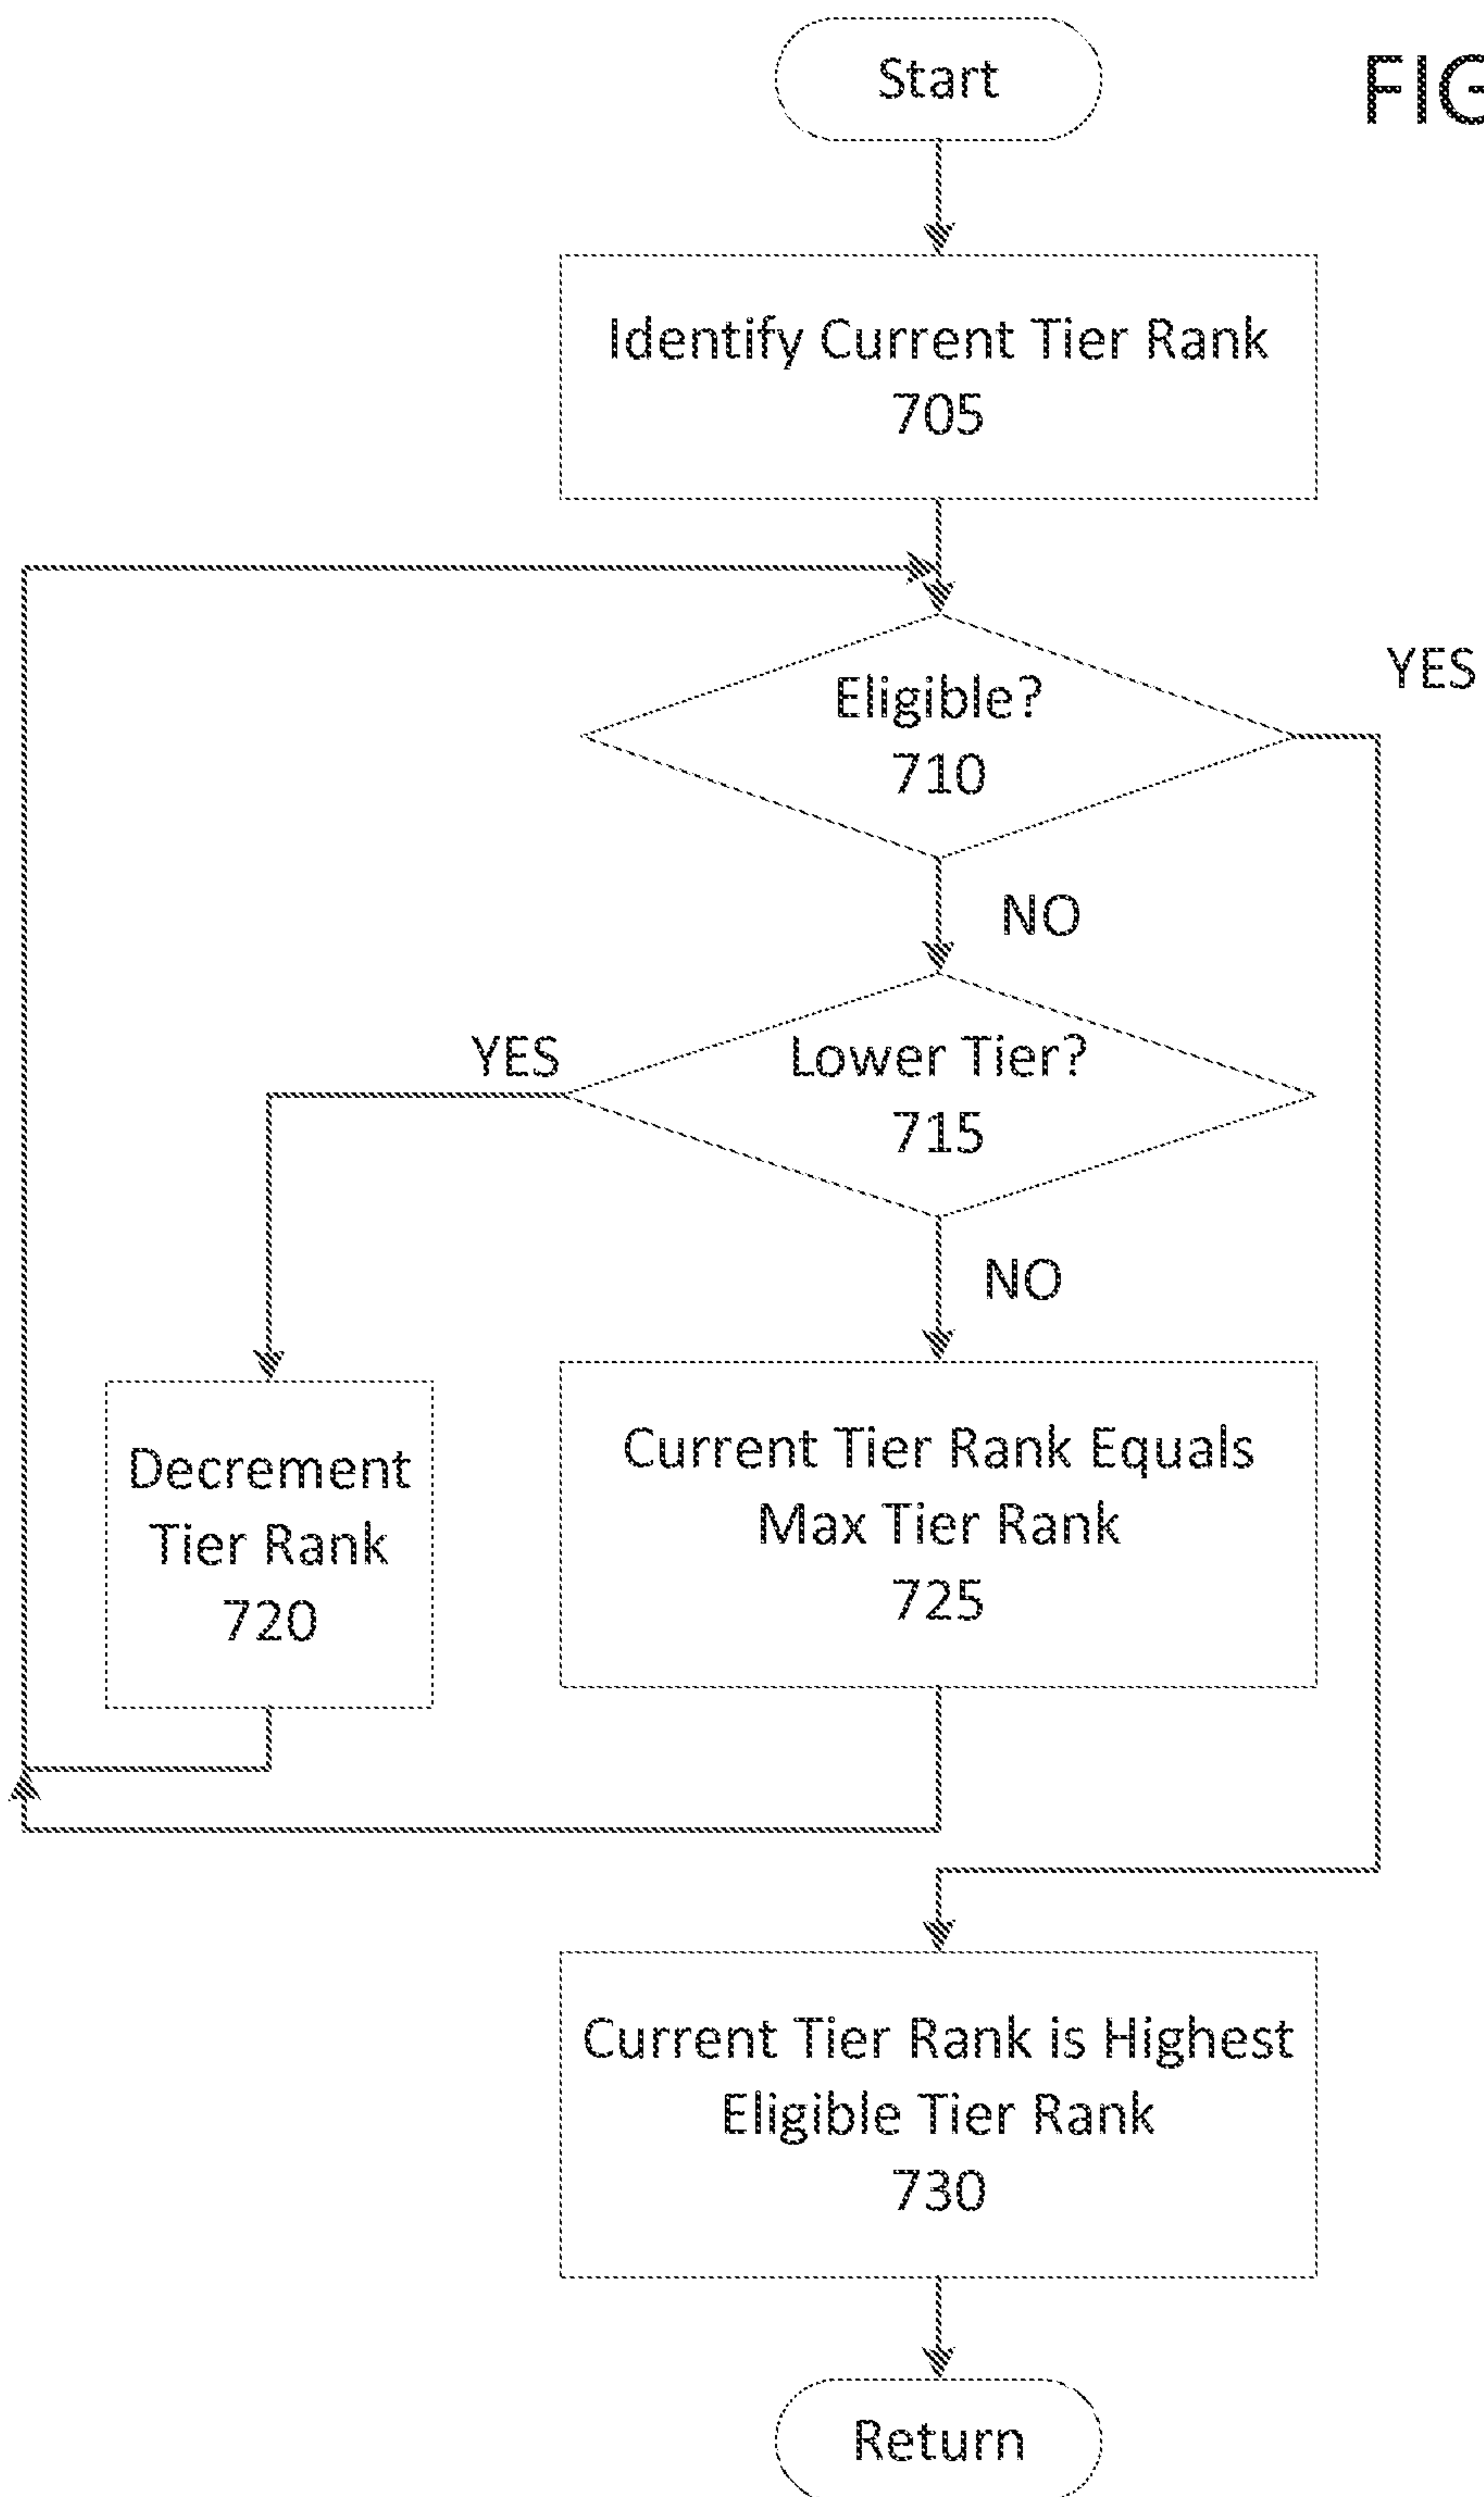 Start
FIG
Identify Current Tier Rank
705
YES
Eligible?
710
NO
YES
Lower Tier?
715
NO
Decrement
Tier Rank
720
Current Tier Rank Equals
Max Tier Rank
725
Current Tier Rank is Highest
Eligible Tier Rank
730
Return